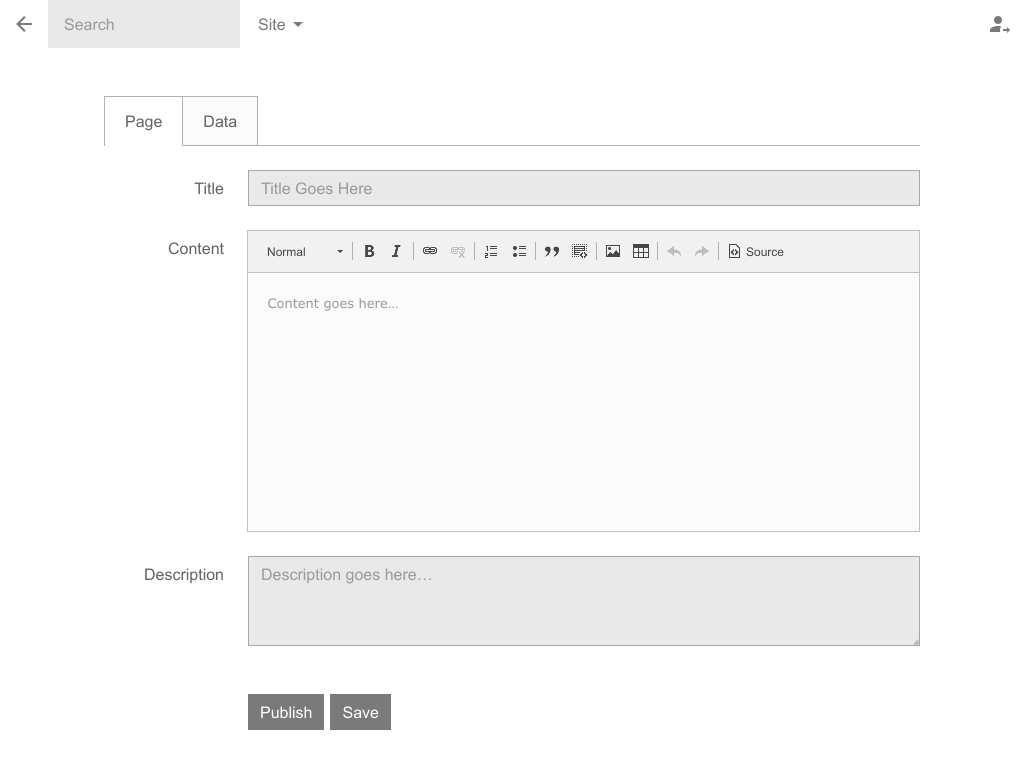 Search
Site
Page
Data
Title
Title Goes Here
Content
Normal
B
I
Source
Content goes here...
Description
Description goes here…
Publish
Save